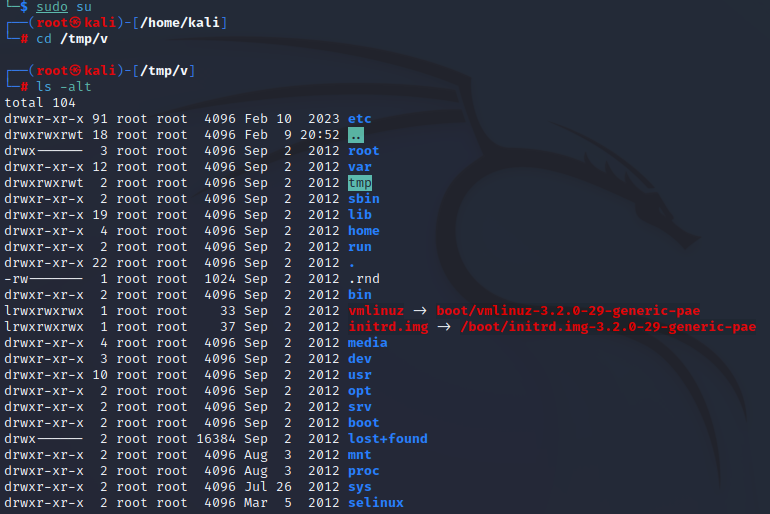 └─$ sudo su
┌──(root㉿kali)-[/home/kali]
└─# cd /tmp/v
┌──(root㉿kali)-[/tmp/v]
└─# ls -alt
total 104
drwxr-xr-x 91 root root  4096 Feb 10  2023 etc
drwxrwxrwt 18 root root  4096 Feb  9 20:52 ..
drwx------  3 root root  4096 Sep  2  2012 root
drwxr-xr-x 12 root root  4096 Sep  2  2012 var
drwxrwxrwt  2 root root  4096 Sep  2  2012 tmp
drwxr-xr-x  2 root root  4096 Sep  2  2012 sbin
drwxr-xr-x 19 root root  4096 Sep  2  2012 lib
drwxr-xr-x  4 root root  4096 Sep  2  2012 home
drwxr-xr-x  2 root root  4096 Sep  2  2012 run
drwxr-xr-x 22 root root  4096 Sep  2  2012 .
-rw-------  1 root root  1024 Sep  2  2012 .rnd
drwxr-xr-x  2 root root  4096 Sep  2  2012 bin
lrwxrwxrwx  1 root root    33 Sep  2  2012 vmlinuz -> boot/vmlinuz-3.2.0-29-generic-pae
lrwxrwxrwx  1 root root    37 Sep  2  2012 initrd.img -> /boot/initrd.img-3.2.0-29-generic-pae
drwxr-xr-x  4 root root  4096 Sep  2  2012 media
drwxr-xr-x  3 root root  4096 Sep  2  2012 dev
drwxr-xr-x 10 root root  4096 Sep  2  2012 usr
drwxr-xr-x  2 root root  4096 Sep  2  2012 opt
drwxr-xr-x  2 root root  4096 Sep  2  2012 srv
drwxr-xr-x  2 root root  4096 Sep  2  2012 boot
drwx------  2 root root 16384 Sep  2  2012 lost+found
drwxr-xr-x  2 root root  4096 Aug  3  2012 mnt
drwxr-xr-x  2 root root  4096 Aug  3  2012 proc
drwxr-xr-x  2 root root  4096 Jul 26  2012 sys
drwxr-xr-x  2 root root  4096 Mar  5  2012 selinux